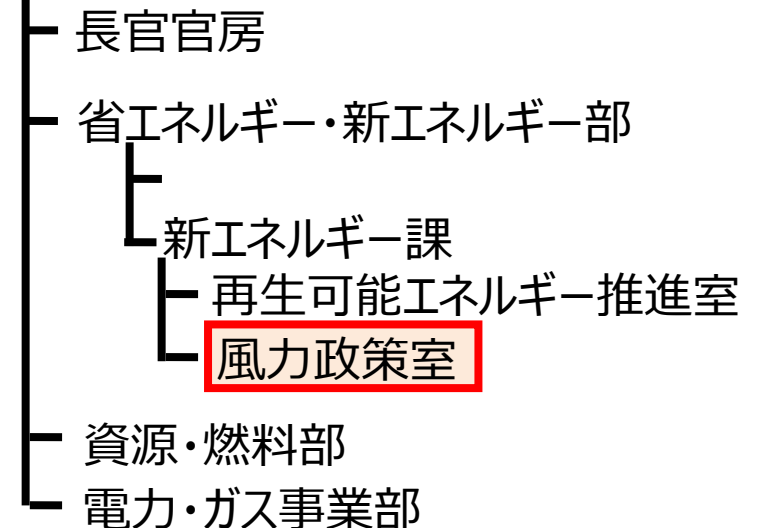 長官官房
省エネルギー・新エネルギー部
新エネルギー課
再生可能エネルギー推進室
風力政策室
資源・燃料部
電力・ガス事業部